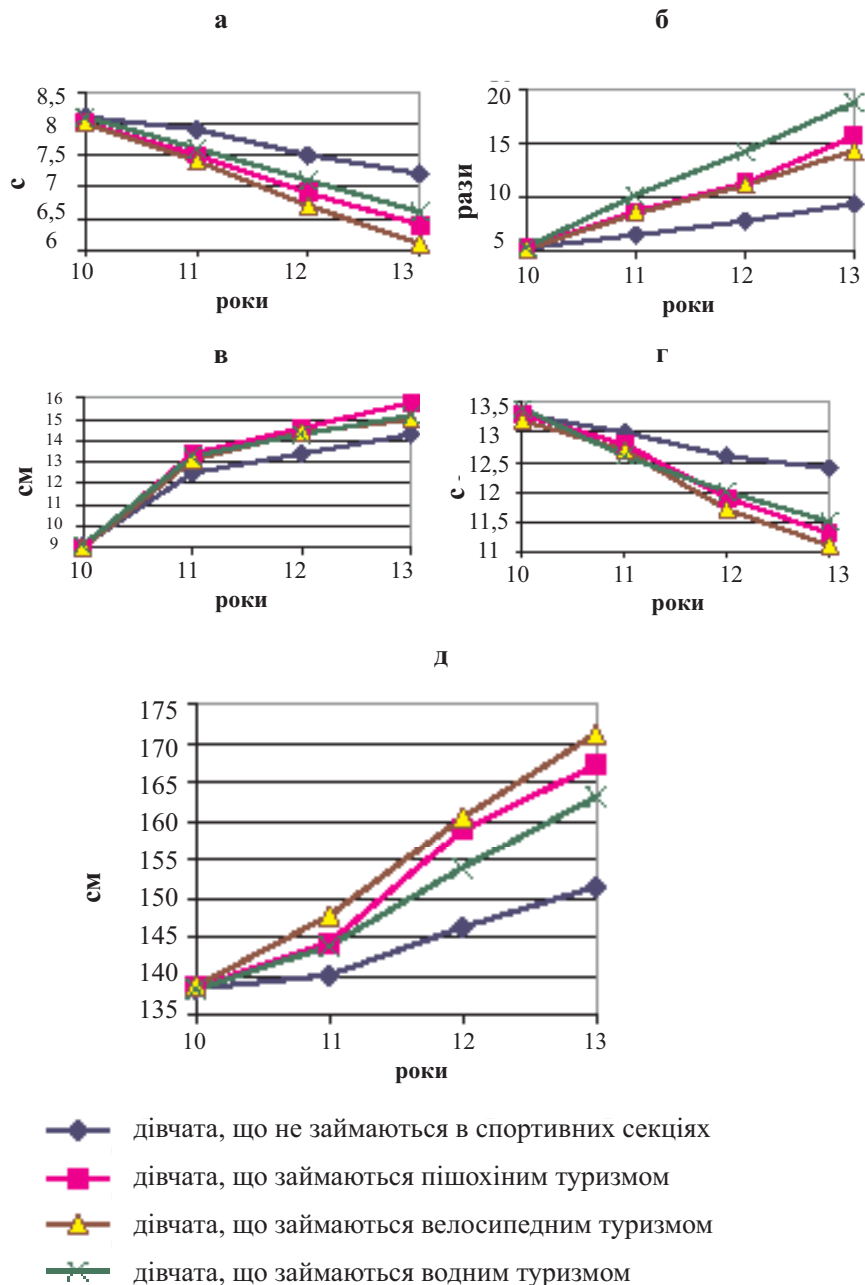 а
8,5
8
7,5
7
6,5
6
с
10 11 12 13
роки
б
20
15
10
5
рази
10 11 12 13
роки
в
16
15
14
13
12
11
10
9
см
10 11 12 13
роки
г
13,5
13
12,5
12
11,5
11
с
10 11 12 13
роки
д
175
170
165
160
155
150
145
140
135
см
10 11 12 13
роки
дівчата, що не займаються в спортивних секціях
дівчата, що займаються пішохіним туризмом
дівчата, що займаються велосипедним туризмом
дівчата, що займаються водним туризмом